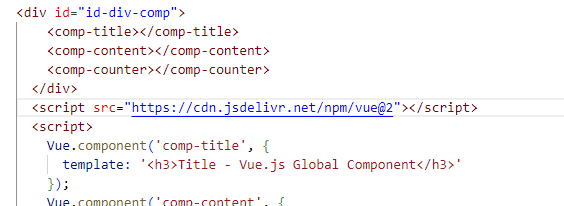 <div id="id-div-comp">
<comp-title></comp-title>
<comp-content></comp-content>
<comp-counter></comp-counter>
</div>
<script src="https://cdn.jsdelivr.net/npm/vue@2"></script>
<script>
Vue.component('comp-title', {
template: '<h3>Title - Vue.js Global Component</h3>'
});
Vue.component('comp-content', {